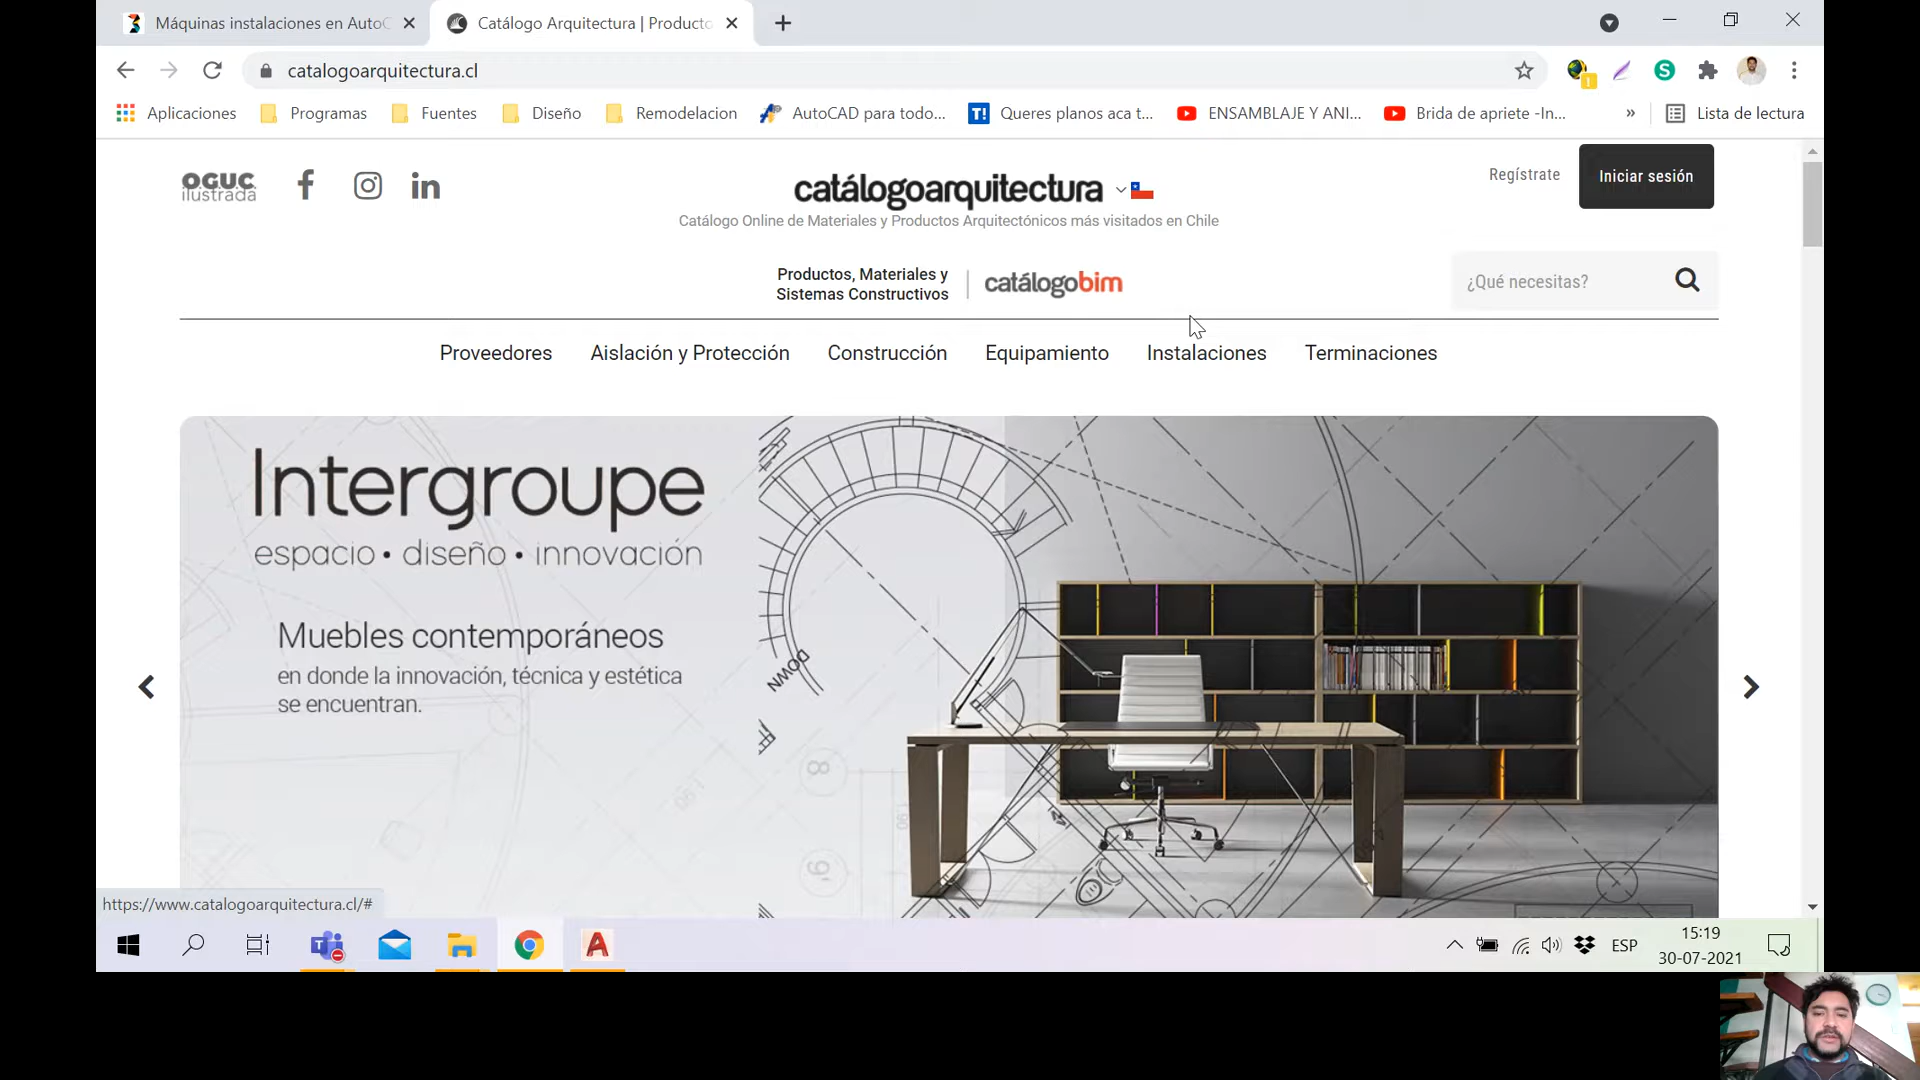 Máquinas instalaciones en AutoC
Catálogo Arquitectura | Producto
catalogoarquitectura.cl
Aplicaciones
Programas
Fuentes
Diseño
Remodelacion
AutoCAD para todo...
Queres planos aca t...
ENSAMBLAJE Y ANI...
Brida de apriete -In...
»
Lista de lectura
OGUC
ilustrada
catálogoarquitectura
Catálogo Online de Materiales y Productos Arquitectónicos más visitados en Chile
Regístrate
Iniciar sesión
Productos, Materiales y
Sistemas Constructivos
catálogobim
¿Qué necesitas?
Proveedores
Aislación y Protección
Construcción
Equipamiento
Instalaciones
Terminaciones
Intergroupe
espacio • diseño • innovación
Muebles contemporáneos
en donde la innovación, técnica y estética
se encuentran.
DOWN
https://www.catalogoarquitectura.cl/#
ESP
15:19
30-07-2021